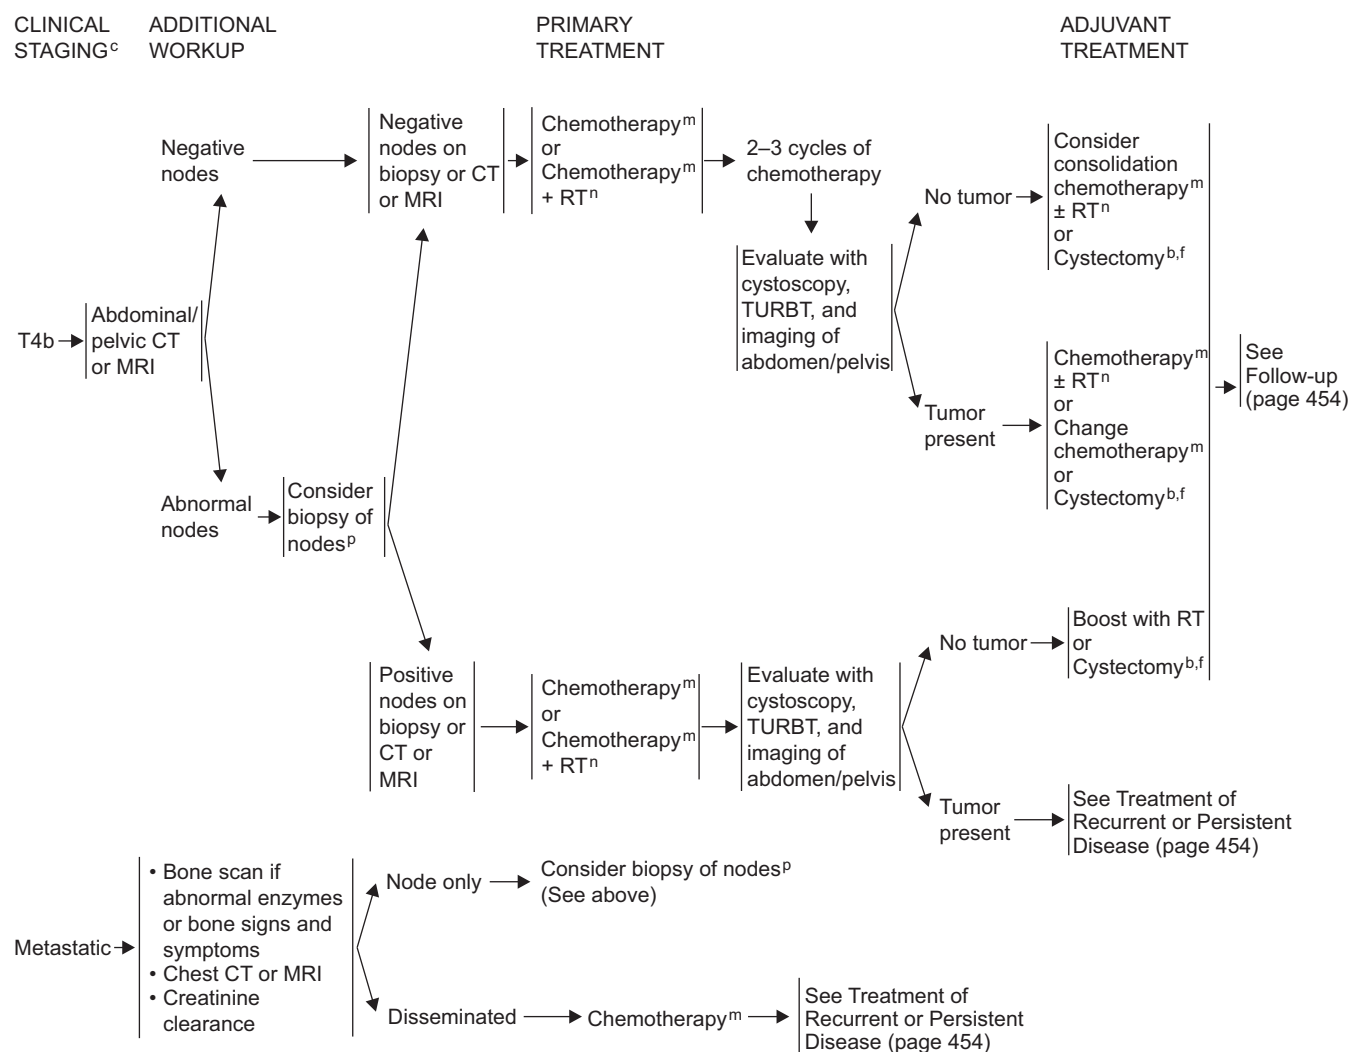 CLINICAL
STAGINGᶜ
ADDITIONAL
WORKUP
PRIMARY
TREATMENT
ADJUVANT
TREATMENT
T4b
Abdominal/
pelvic CT
or MRI
Negative
nodes
Abnormal
nodes
Consider
biopsy of
nodesᵖ
Negative
nodes on
biopsy or CT
or MRI
Chemotherapyᵐ
or
Chemotherapyᵐ
+ RTⁿ
2–3 cycles of
chemotherapy
Evaluate with
cystoscopy,
TURBT, and
imaging of
abdomen/pelvis
No tumor
Consider
consolidation
chemotherapyᵐ
± RTⁿ
or
Cystectomyᵇ,ᶠ
Tumor
present
Chemotherapyᵐ
± RTⁿ
or
Change
chemotherapyᵐ
or
Cystectomyᵇ,ᶠ
See
Follow-up
(page 454)
Positive
nodes on
biopsy or
CT or
MRI
Chemotherapyᵐ
or
Chemotherapyᵐ
+ RTⁿ
Evaluate with
cystoscopy,
TURBT, and
imaging of
abdomen/pelvis
No tumor
Boost with RT
or
Cystectomyᵇ,ᶠ
Tumor
present
See Treatment of
Recurrent or Persistent
Disease (page 454)
Metastatic
• Bone scan if
abnormal enzymes
or bone signs and
symptoms
• Chest CT or MRI
• Creatinine
clearance
Node only
Consider biopsy of nodesᵖ
(See above)
Disseminated
Chemotherapyᵐ
See Treatment of
Recurrent or Persistent
Disease (page 454)